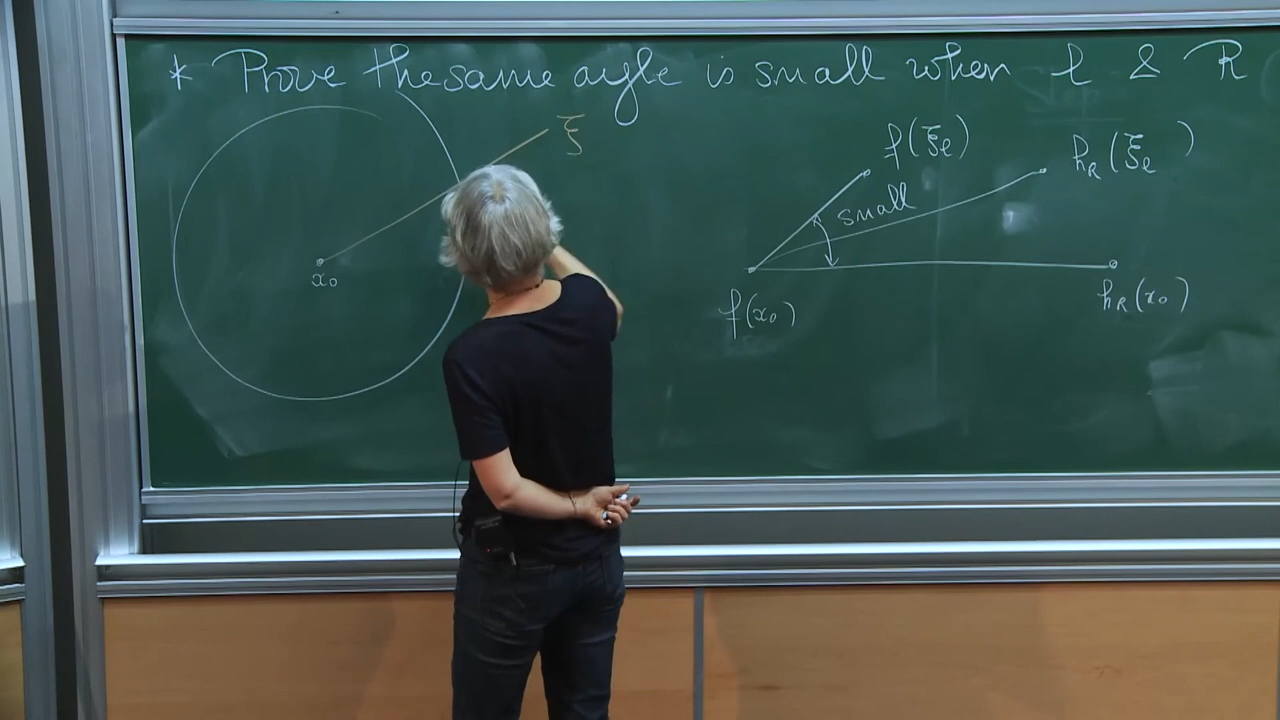 * Prove the same angle is small when ℓ & R
ξ
f(ξ_ℓ)
h_R(ξ_ℓ)
small
x₀
f(x₀)
h_R(x₀)